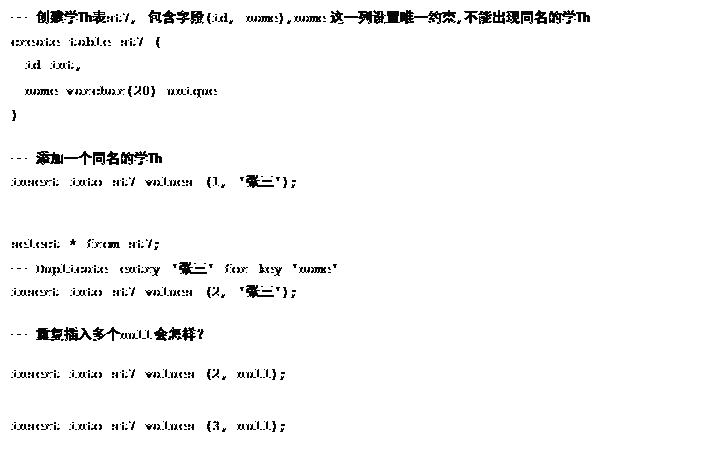 --- 创建学Th表st7, 包含字段(id, name),name这一列设置唯一约束,不能出现同名的学Th
create table st7 (
id int,
name varchar(20) unique
)
--- 添加一个同名的学Th
insert into st7 values (1, '张三');
select * from st7;
--- Duplicate entry '张三' for key 'name'
insert into st7 values (2, '张三');
--- 重复插入多个null会怎样?
insert into st7 values (2, null);
insert into st7 values (3, null);